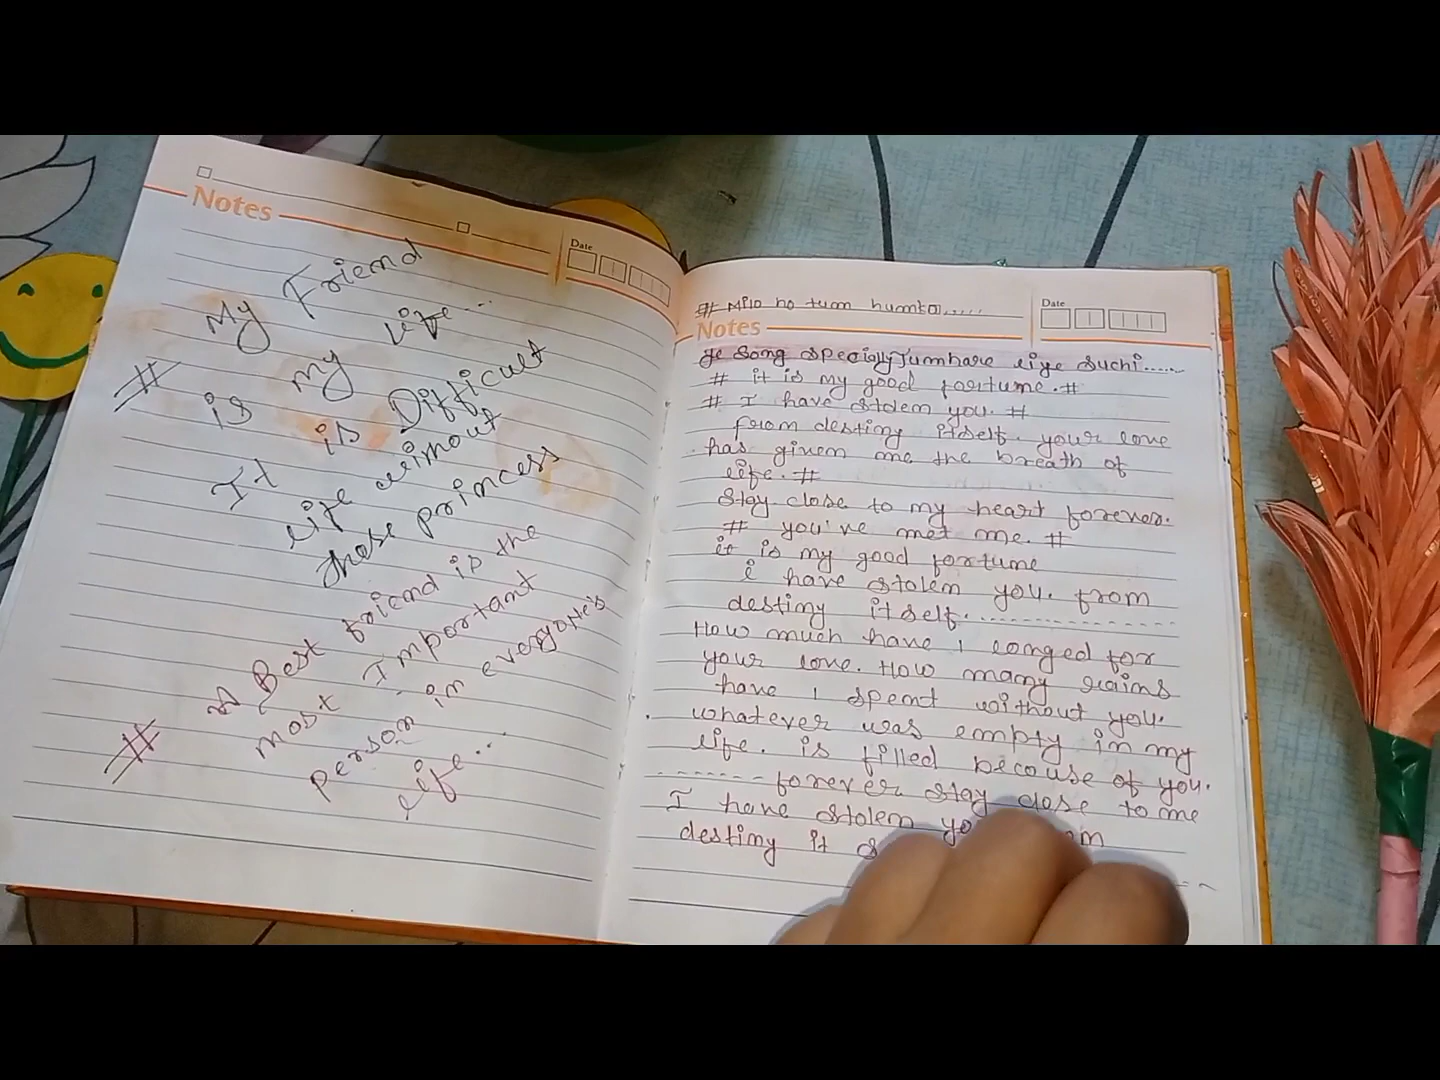 Notes
Date
My Friend
# is my life...
It is Difficult
life without
those princess
# A Best friend is the
most Important
person in everyone's
life...
# Mile ho tum humko.....
Date
Notes
ye song specially Tumhare liye Suchi.....
# it is my good fortune. #
# I have stolen you. #
from destiny itself. your love
has given me the breath of
life. #
stay close to my heart forever.
# you've met me. #
it is my good fortune
i have stolen you. from
destiny itself. ..............
How much have i longed for
your love. How many rains
have i spent without you.
whatever was empty in my
life. is filled becouse of you.
------- forever stay close to me
I have stolen
destiny it